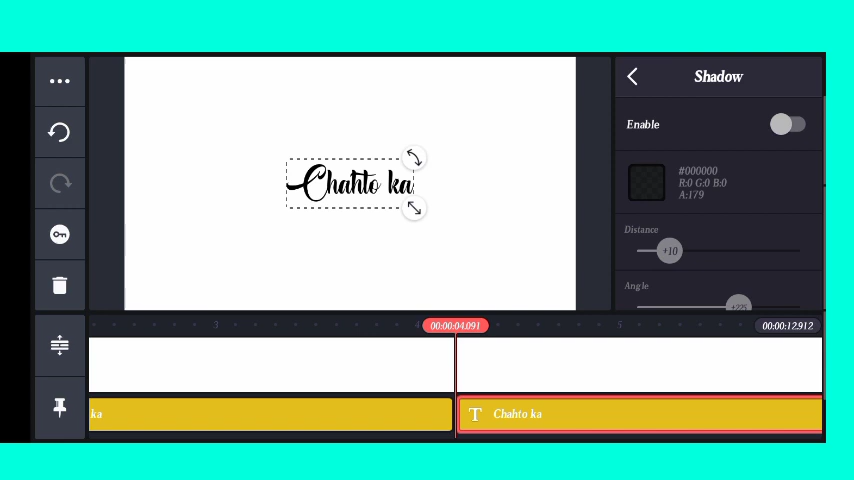 Shadow
Enable
#000000
R:0 G:0 B:0
A:179
Distance
+10
Angle
+225
Chahto ka
3
4
00:00:04.091
5
00:00:12.912
ka
T Chahto ka